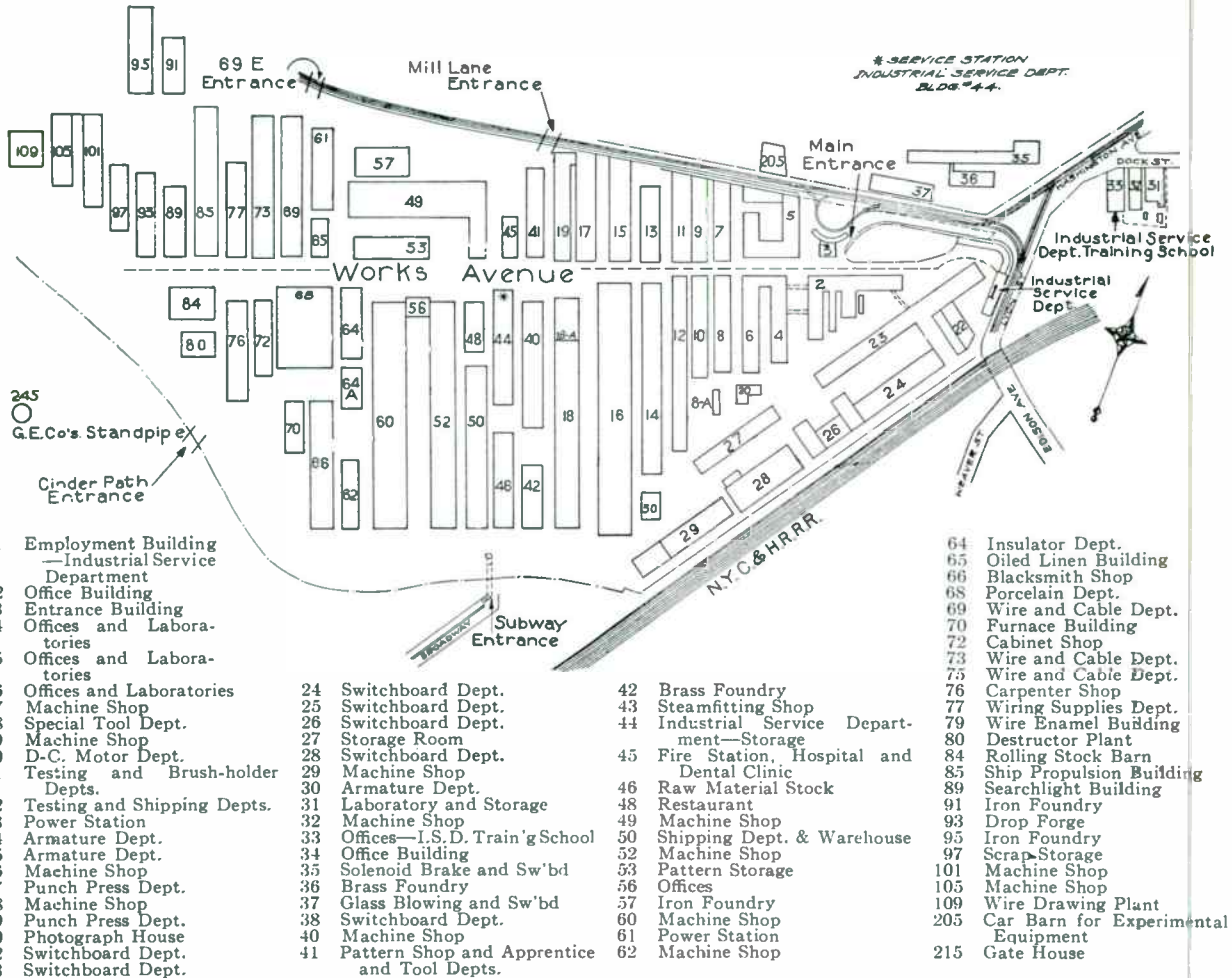 95
91
69 E
Entrance
Mill Lane
Entrance
* SERVICE STATION
INDUSTRIAL SERVICE DEPT.
BLDG. #44.
Main
Entrance
WASHINGTON AVE
DOCK ST.
109
105
101
97
93
89
85
77
73
69
61
65
57
49
53
45
41
19
17
15
13
11
9
7
205
5
3
37
36
35
33
32
31
Industrial Service
Dept. Training School
Works Avenue
Industrial
Service
Dept
1
84
80
76
72
68
64
64
A
56
60
52
48
50
*
44
46
40
42
18-A
18
16
14
30
12
10
8
8-A
6
4
20
2
23
22
24
26
27
28
29
70
66
62
245
G.E.Co's. Standpipe
Cinder Path
Entrance
Subway
Entrance
BROADWAY
N.Y.C. & H.R.R.R.
WEAVER ST.
EDISON AVE
Employment Building
—Industrial Service
Department
Office Building
Entrance Building
Offices and Labora-
tories
Offices and Labora-
tories
Offices and Laboratories
Machine Shop
Special Tool Dept.
Machine Shop
D-C. Motor Dept.
Testing and Brush-holder
Depts.
Testing and Shipping Depts.
Power Station
Armature Dept.
Armature Dept.
Machine Shop
Punch Press Dept.
Machine Shop
Punch Press Dept.
Photograph House
Switchboard Dept.
Switchboard Dept.
24 Switchboard Dept.
25 Switchboard Dept.
26 Switchboard Dept.
27 Storage Room
28 Switchboard Dept.
29 Machine Shop
30 Armature Dept.
31 Laboratory and Storage
32 Machine Shop
33 Offices—I.S.D. Train'g School
34 Office Building
35 Solenoid Brake and Sw'bd
36 Brass Foundry
37 Glass Blowing and Sw'bd
38 Switchboard Dept.
40 Machine Shop
41 Pattern Shop and Apprentice
and Tool Depts.
42 Brass Foundry
43 Steamfitting Shop
44 Industrial Service Depart-
ment—Storage
45 Fire Station, Hospital and
Dental Clinic
46 Raw Material Stock
48 Restaurant
49 Machine Shop
50 Shipping Dept. & Warehouse
52 Machine Shop
53 Pattern Storage
56 Offices
57 Iron Foundry
60 Machine Shop
61 Power Station
62 Machine Shop
64 Insulator Dept.
65 Oiled Linen Building
66 Blacksmith Shop
68 Porcelain Dept.
69 Wire and Cable Dept.
70 Furnace Building
72 Cabinet Shop
73 Wire and Cable Dept.
75 Wire and Cable Dept.
76 Carpenter Shop
77 Wiring Supplies Dept.
79 Wire Enamel Building
80 Destructor Plant
84 Rolling Stock Barn
85 Ship Propulsion Building
89 Searchlight Building
91 Iron Foundry
93 Drop Forge
95 Iron Foundry
97 Scrap Storage
101 Machine Shop
105 Machine Shop
109 Wire Drawing Plant
205 Car Barn for Experimental
Equipment
215 Gate House